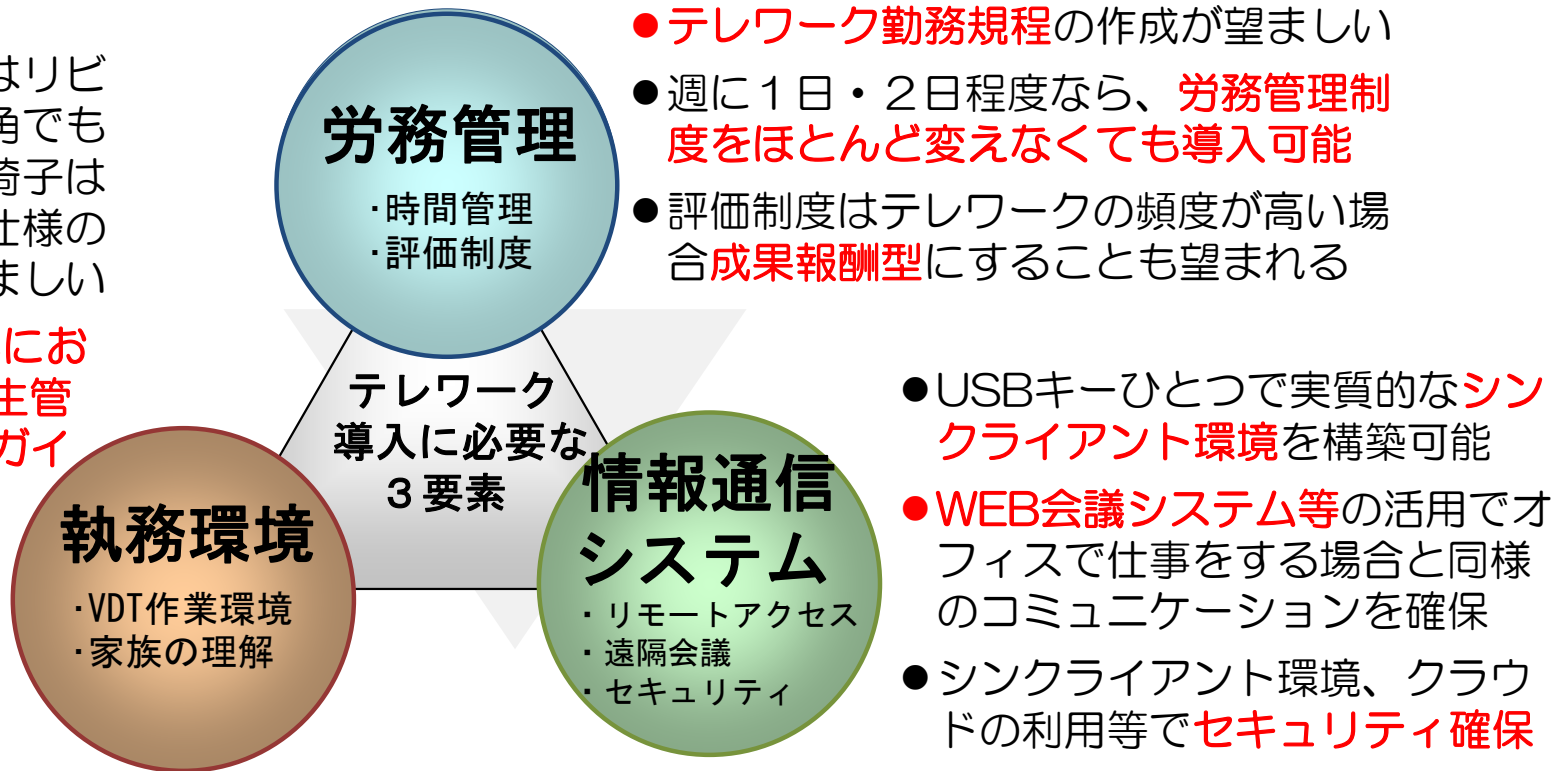 はリビ
角でも
椅子は
仕様の
ましい
にお
主管
ガイ
労務管理
・時間管理
・評価制度
●テレワーク勤務規程の作成が望ましい
●週に１日・２日程度なら、労務管理制
度をほとんど変えなくても導入可能
●評価制度はテレワークの頻度が高い場
合成果報酬型にすることも望まれる
テレワーク
導入に必要な
３要素
執務環境
・VDT作業環境
・家族の理解
情報通信
システム
・リモートアクセス
・遠隔会議
・セキュリティ
●USBキーひとつで実質的なシン
クライアント環境を構築可能
●WEB会議システム等の活用でオ
フィスで仕事をする場合と同様
のコミュニケーションを確保
●シンクライアント環境、クラウ
ドの利用等でセキュリティ確保